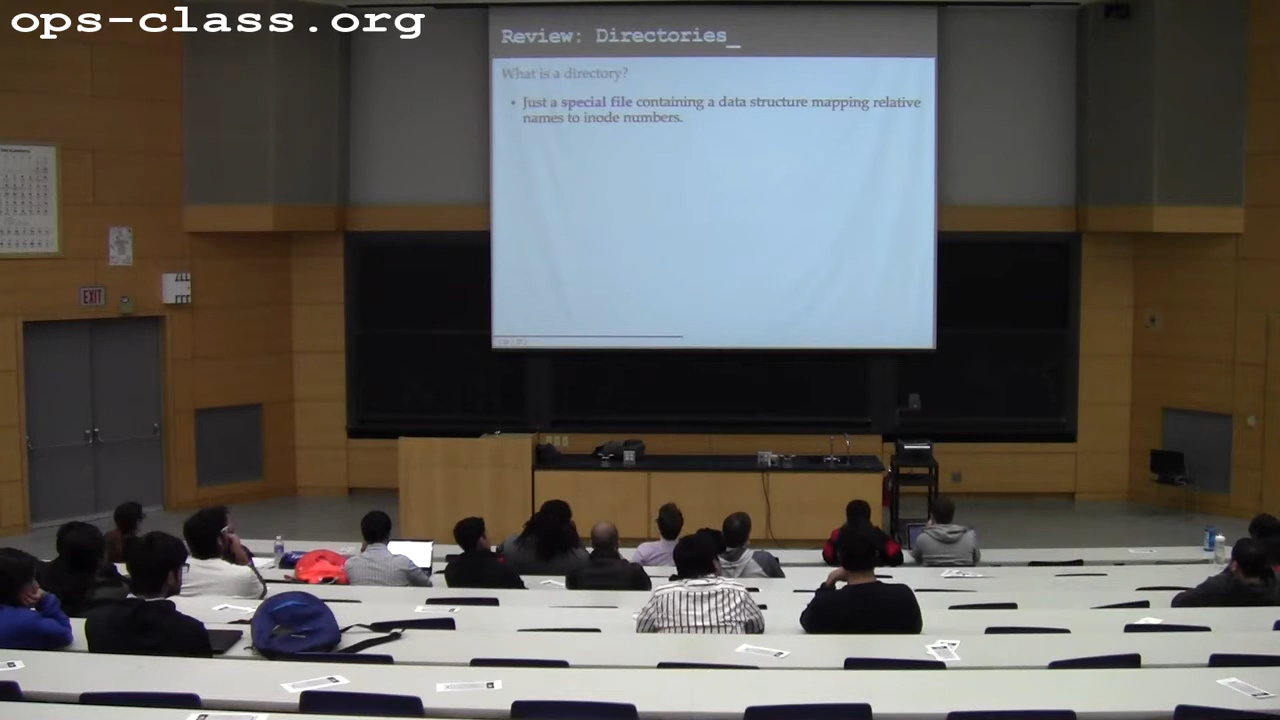 ops-class.org
Review: Directories_
What is a directory?
• Just a special file containing a data structure mapping relative
names to inode numbers.
EXIT